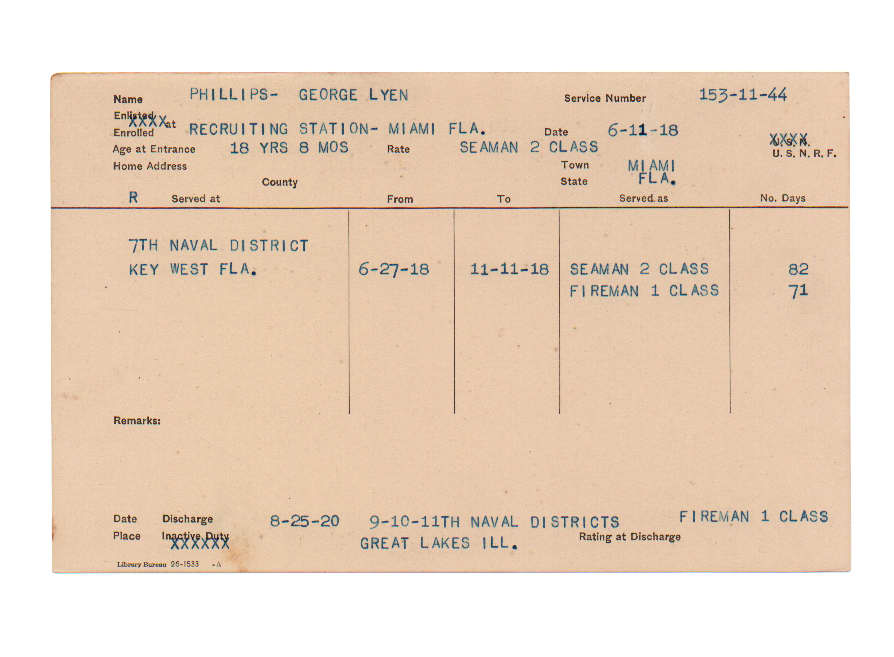 Name PHILLIPS- GEORGE LYEN Service Number 153-11-44
Enlisted
XXXX at
Enrolled RECRUITING STATION- MIAMI FLA. Date 6-11-18 U.S.N. XXXX
Age at Entrance 18 YRS 8 MOS Rate SEAMAN 2 CLASS U. S. N. R. F.
Home Address Town MIAMI
County State FLA.
R Served at From To Served as No. Days
7TH NAVAL DISTRICT
KEY WEST FLA. 6-27-18 11-11-18 SEAMAN 2 CLASS 82
FIREMAN 1 CLASS 71
Remarks:
Date Discharge 8-25-20 9-10-11TH NAVAL DISTRICTS FIREMAN 1 CLASS
Place Inactive Duty XXXXXX GREAT LAKES ILL. Rating at Discharge
Library Bureau 26-1533 -A